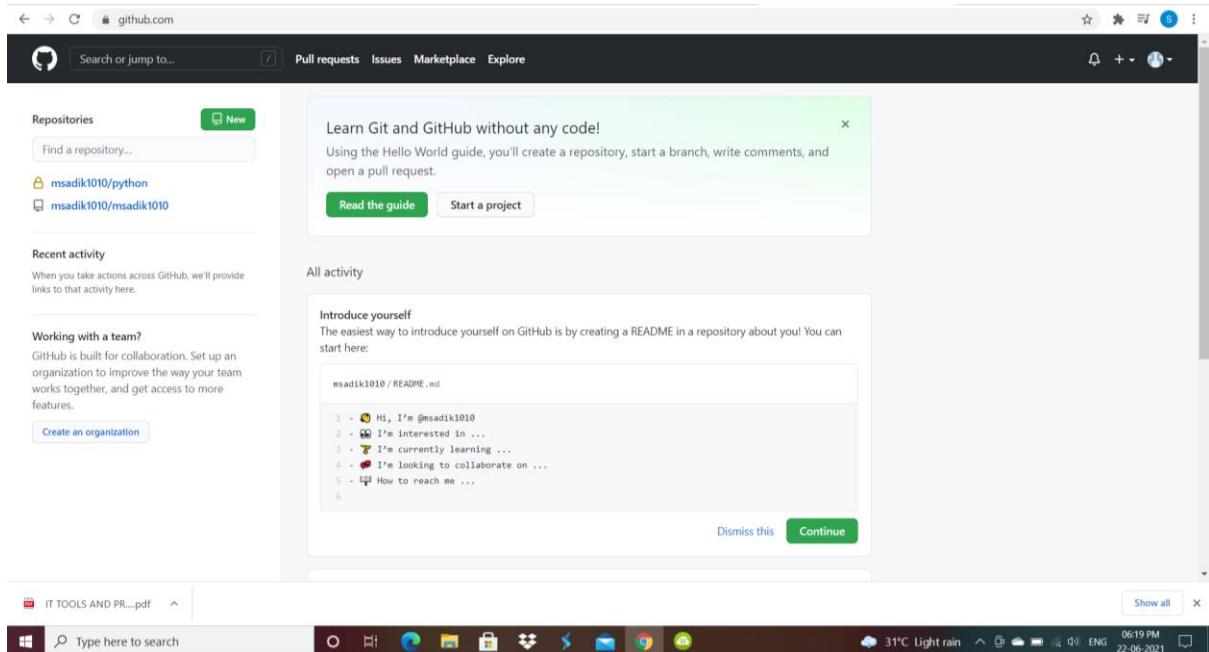 github.com
S
Search or jump to... /
Pull requests Issues Marketplace Explore
Repositories
New
Find a repository...
msadik1010/python
msadik1010/msadik1010
Recent activity
When you take actions across GitHub, we'll provide
links to that activity here.
Working with a team?
GitHub is built for collaboration. Set up an
organization to improve the way your team
works together, and get access to more
features.
Create an organization
Learn Git and GitHub without any code!
Using the Hello World guide, you'll create a repository, start a branch, write comments, and
open a pull request.
Read the guide
Start a project
All activity
Introduce yourself
The easiest way to introduce yourself on GitHub is by creating a README in a repository about you! You can
start here:
msadik1010 / README.md
1 - 👋 Hi, I'm @msadik1010
2 - 👀 I'm interested in ...
3 - 🌱 I'm currently learning ...
4 - 💞️ I'm looking to collaborate on ...
5 - 📫 How to reach me ...
6
Dismiss this
Continue
IT TOOLS AND PR....pdf
Show all
Type here to search
31°C Light rain
ENG
06:19 PM
22-06-2021